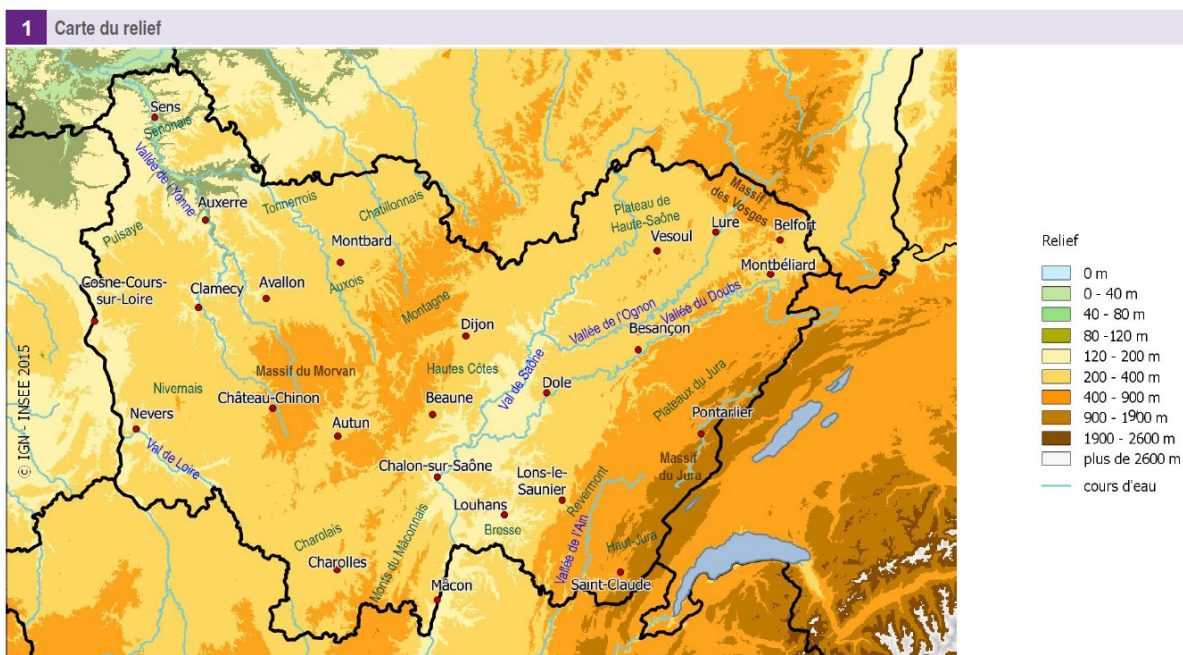 1 Carte du relief
Sens
Sénonais
Vallée de l'Yonne
Auxerre
Tonnerrois
Chatillonnais
Puisaye
Montbard
Plateau de
Haute-Saône
Massif
des Vosges
Lure
Belfort
Vesoul
Montbéliard
Cosne-Cours-
sur-Loire
Clamecy
Avallon
Auxois
Montagne
Dijon
Vallée de l'Ognon
Vallée du Doubs
Besançon
Massif du Morvan
Hautes Côtes
Val de Saône
Dole
Nivernais
Château-Chinon
Beaune
Plateaux du Jura
Nevers
Autun
Pontarlier
Val de Loire
Chalon-sur-Saône
Lons-le-
Saunier
Massif
du Jura
Louhans
Revermont
Bresse
Charolais
Monts du Mâconnais
Vallée de l'Ain
Haut-Jura
Charolles
Mâcon
Saint-Claude
© IGN - INSEE 2015
Relief
0 m
0 - 40 m
40 - 80 m
80 -120 m
120 - 200 m
200 - 400 m
400 - 900 m
900 - 1900 m
1900 - 2600 m
plus de 2600 m
cours d'eau